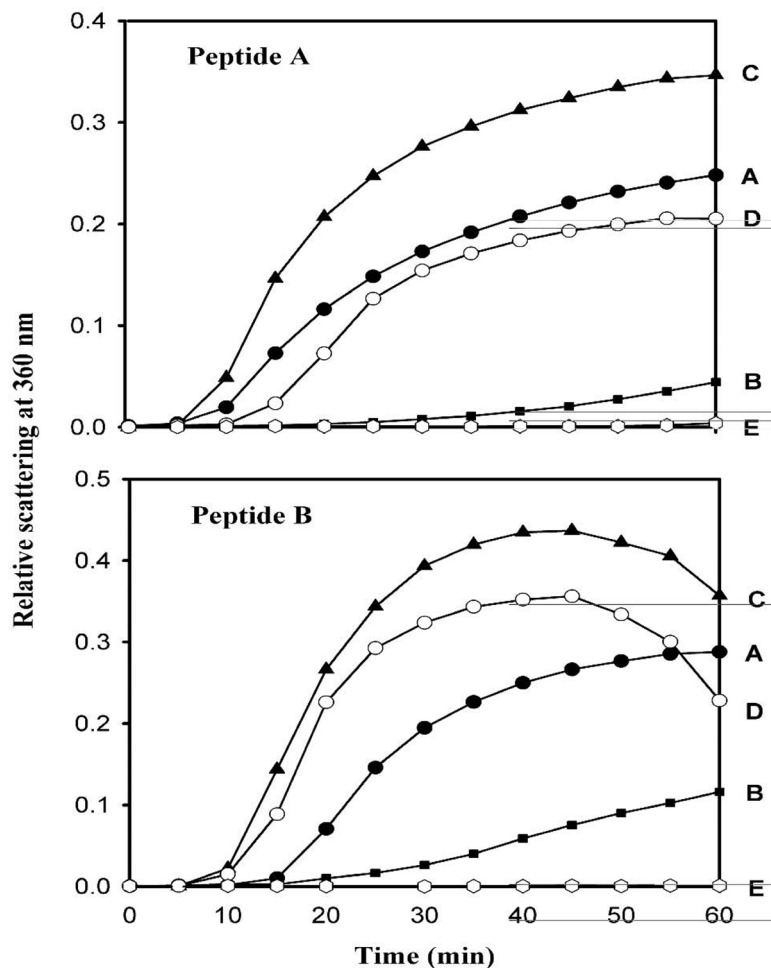 Relative scattering at 360 nm
0.4
Peptide A
C
0.3
A
0.2
D
0.1
B
0.0
E
0.5
Peptide B
0.4
C
0.3
A
0.2
D
0.1
B
0.0
E
0 10 20 30 40 50 60
Time (min)